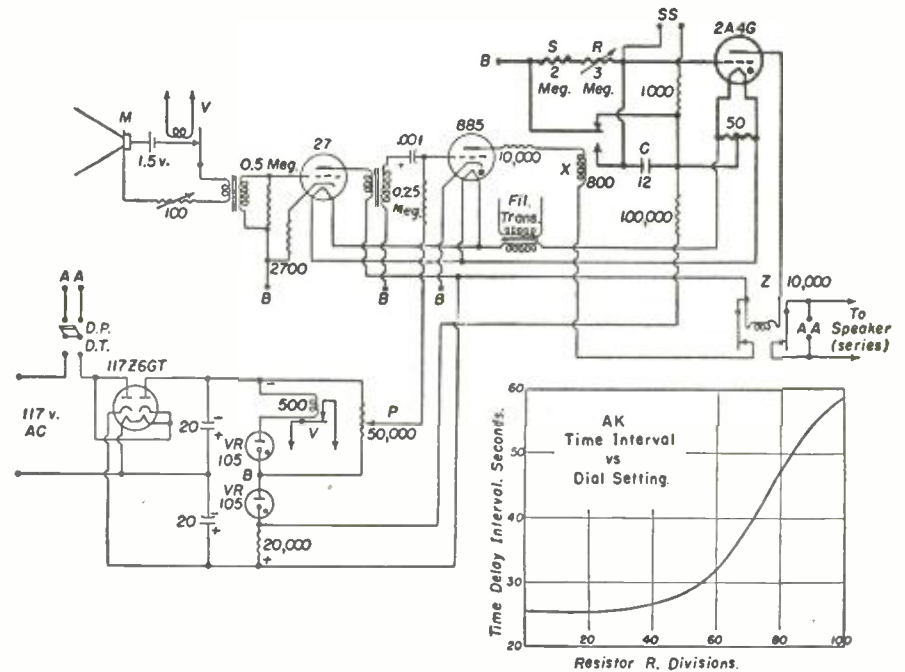 SS
2A4G
B
S
2
Meg.
R
3
Meg.
1000
50
M
V
1.5 v.
100
0.5 Meg.
27
.001
885
10,000
X
800
C
12
0.25
Meg.
Fil.
Trans.
100,000
2700
B
B
B
Z
10,000
To
Speaker
(series)
A A
A A
D.P.
D.T.
117Z6GT
117 v.
AC
20
-
+
20
-
+
-
500
V
VR
105
B
VR
105
P
50,000
20,000
+
AK
Time Interval
vs
Dial Setting.
Time Delay Interval. Seconds.
60
50
40
30
20
20
40
60
80
100
Resistor R, Divisions.